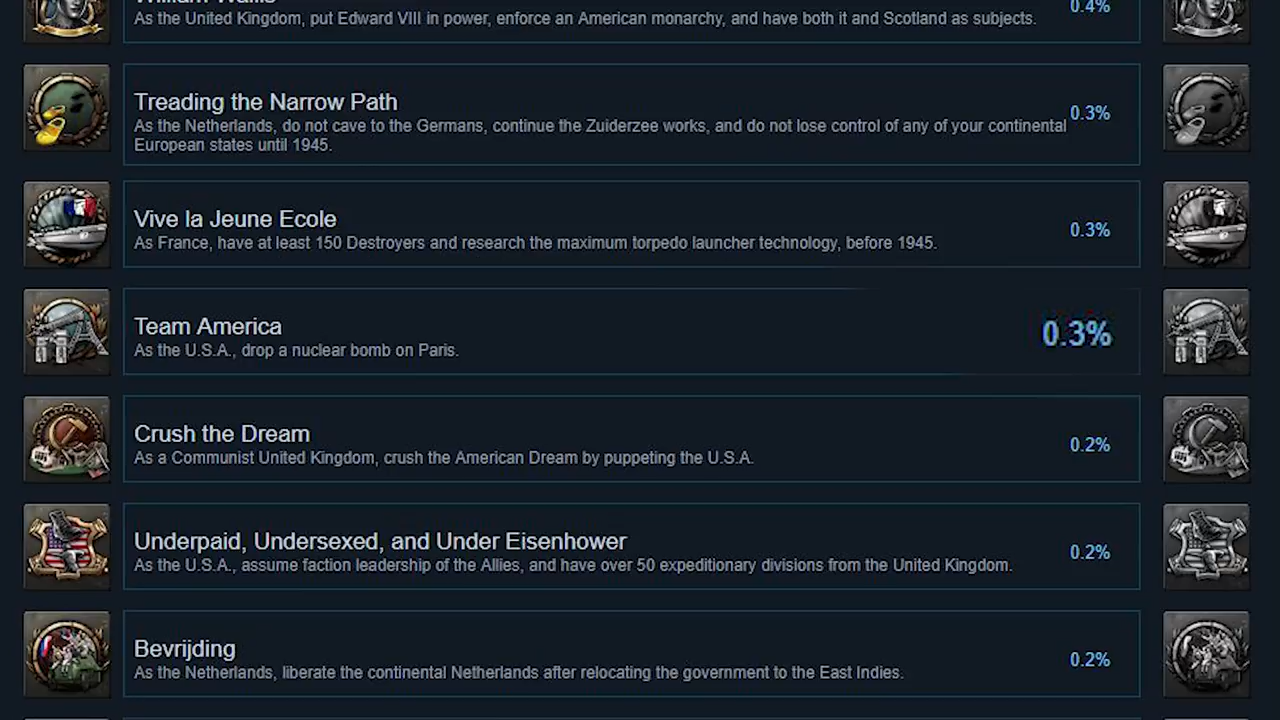 William Wallis
As the United Kingdom, put Edward VIII in power, enforce an American monarchy, and have both it and Scotland as subjects.
0.4%
Treading the Narrow Path
As the Netherlands, do not cave to the Germans, continue the Zuiderzee works, and do not lose control of any of your continental
European states until 1945.
0.3%
Vive la Jeune Ecole
As France, have at least 150 Destroyers and research the maximum torpedo launcher technology, before 1945.
0.3%
Team America
As the U.S.A., drop a nuclear bomb on Paris.
0.3%
Crush the Dream
As a Communist United Kingdom, crush the American Dream by puppeting the U.S.A.
0.2%
Underpaid, Undersexed, and Under Eisenhower
As the U.S.A., assume faction leadership of the Allies, and have over 50 expeditionary divisions from the United Kingdom.
0.2%
Bevrijding
As the Netherlands, liberate the continental Netherlands after relocating the government to the East Indies.
0.2%